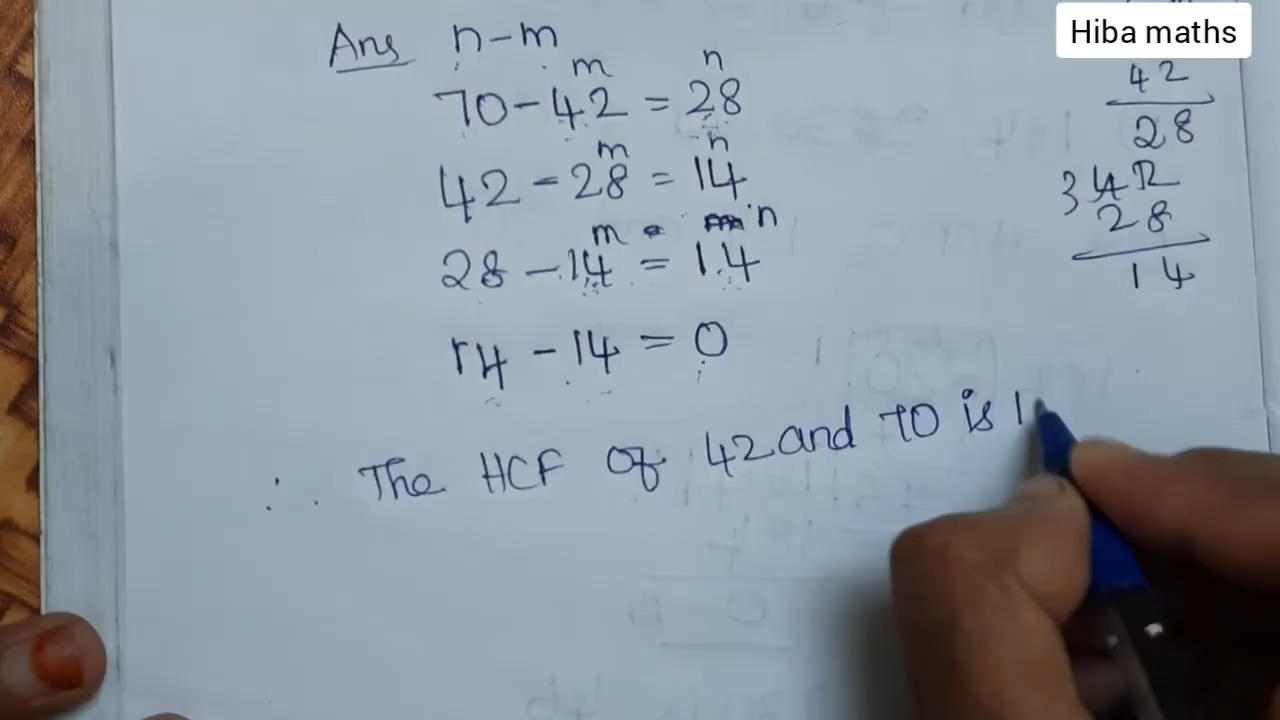 Hiba maths
Ans n-m
m n
70-42 = 28
m n
42-28 = 14
m n
28-14 = 14
14-14 = 0
∴ The HCF of 42 and 70 is 1
42
28
3 4 12
28
14